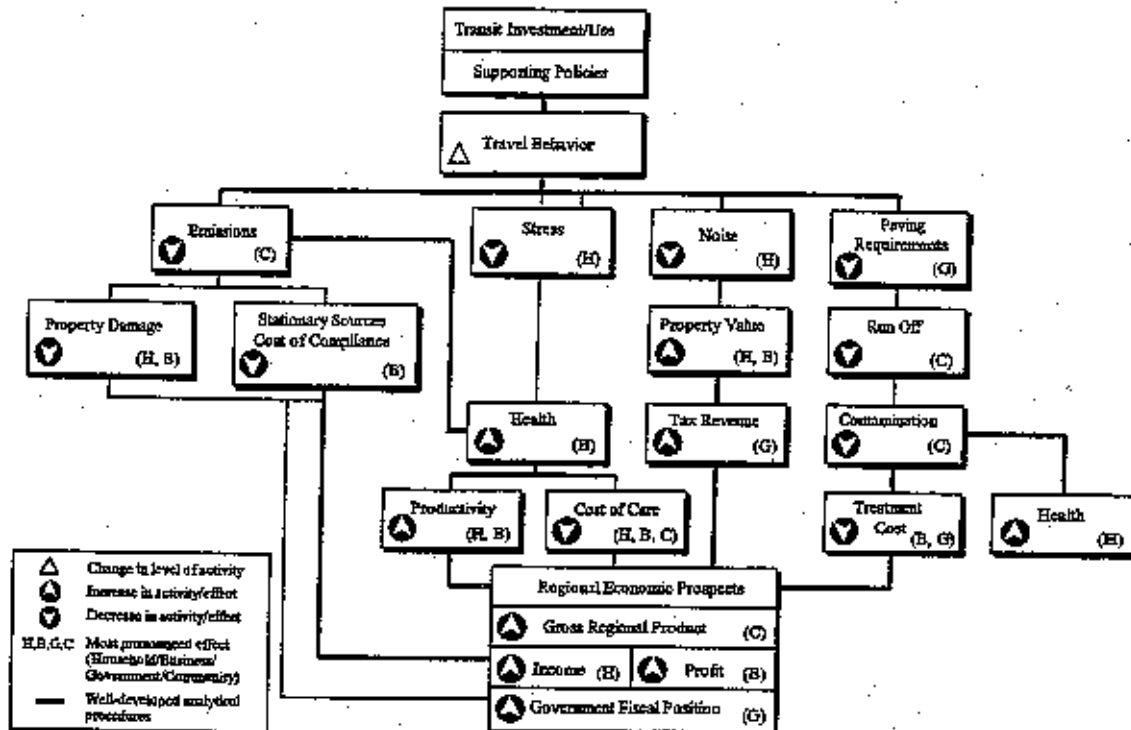 Transit Investment/Use
Supporting Policies
Travel Behavior
Emissions
(C)
Stress
(H)
Noise
(H)
Paving
Requirements
(G)
Property Damage
(H, B)
Stationary Sources
Cost of Compliance
(B)
Property Value
(H, B)
Run Off
(C)
Health
(H)
Tax Revenue
(G)
Contamination
(C)
Productivity
(H, B)
Cost of Care
(H, B, C)
Treatment
Cost
(B, G)
Health
(H)
Regional Economic Prospects
Gross Regional Product (C)
Income (H)
Profit (B)
Government Fiscal Position (G)
Change in level of activity
Increase in activity/effect
Decrease in activity/effect
H,B,G,C Most pronounced effect
(Household/Business/
Government/Community)
Well-developed analytical
procedures